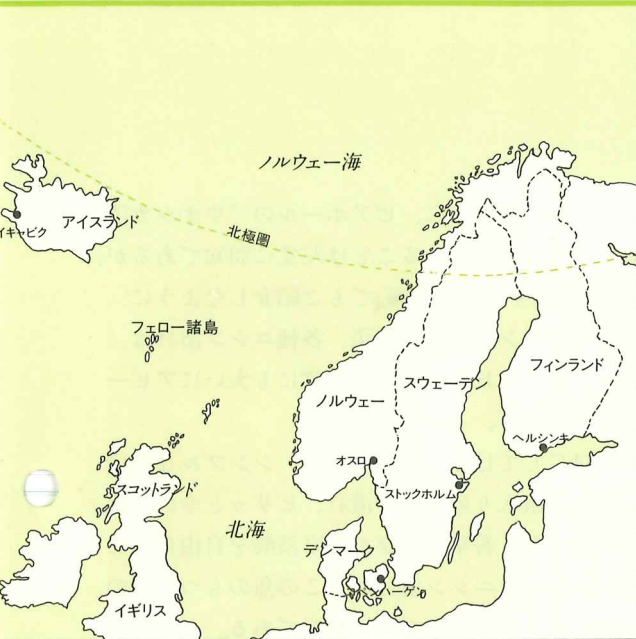 ノルウェー海
アイスランド
イキャビク
北極圏
フェロー諸島
フィンランド
スウェーデン
ノルウェー
ヘルシンキ
オスロ
ストックホルム
スコットランド
北海
デンマーク
ーゲン
イギリス